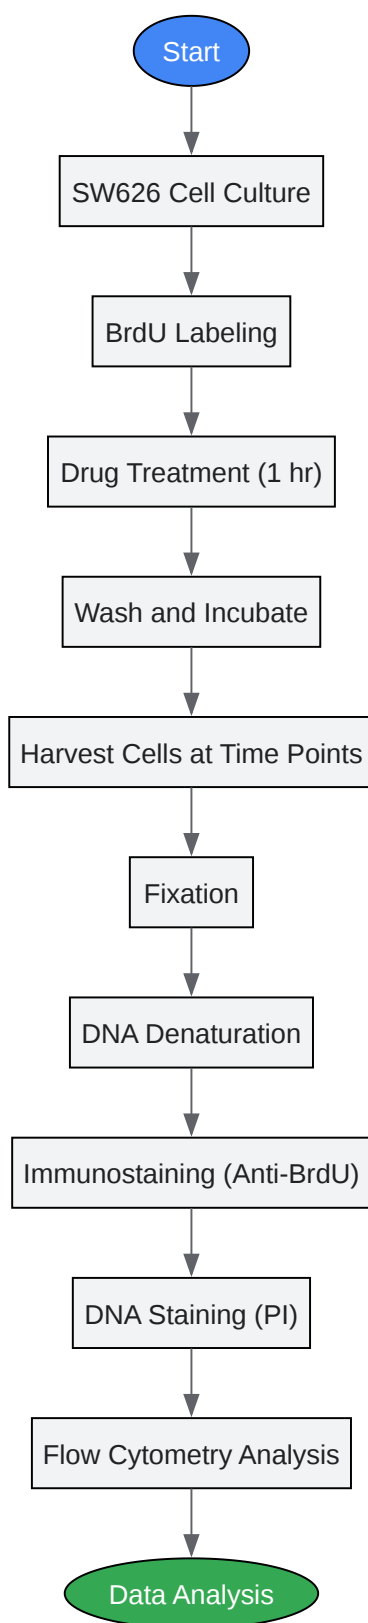 Start
SW626 Cell Culture
BrdU Labeling
Drug Treatment (1 hr)
Wash and Incubate
Harvest Cells at Time Points
Fixation
DNA Denaturation
Immunostaining (Anti-BrdU)
DNA Staining (PI)
Flow Cytometry Analysis
Data Analysis